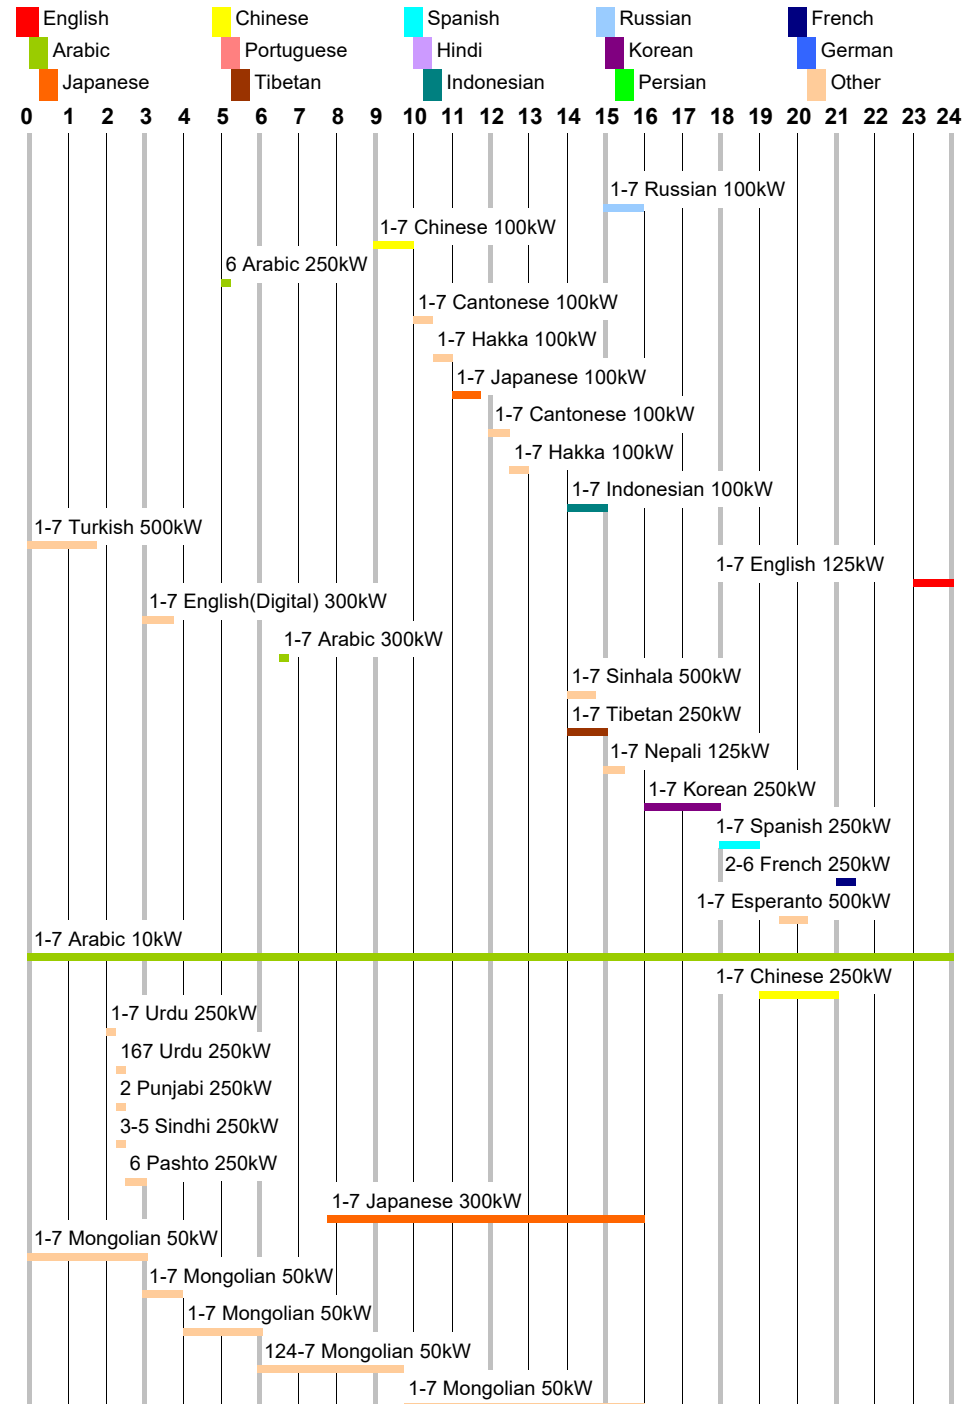 English Chinese Spanish Russian French
Arabic Portuguese Hindi Korean German
Japanese Tibetan Indonesian Persian Other
0 1 2 3 4 5 6 7 8 9 10 11 12 13 14 15 16 17 18 19 20 21 22 23 24
1-7 Russian 100kW
1-7 Chinese 100kW
6 Arabic 250kW
1-7 Cantonese 100kW
1-7 Hakka 100kW
1-7 Japanese 100kW
1-7 Cantonese 100kW
1-7 Hakka 100kW
1-7 Indonesian 100kW
1-7 Turkish 500kW
1-7 English 125kW
1-7 English(Digital) 300kW
1-7 Arabic 300kW
1-7 Sinhala 500kW
1-7 Tibetan 250kW
1-7 Nepali 125kW
1-7 Korean 250kW
1-7 Spanish 250kW
2-6 French 250kW
1-7 Esperanto 500kW
1-7 Arabic 10kW
1-7 Chinese 250kW
1-7 Urdu 250kW
167 Urdu 250kW
2 Punjabi 250kW
3-5 Sindhi 250kW
6 Pashto 250kW
1-7 Japanese 300kW
1-7 Mongolian 50kW
1-7 Mongolian 50kW
1-7 Mongolian 50kW
124-7 Mongolian 50kW
1-7 Mongolian 50kW